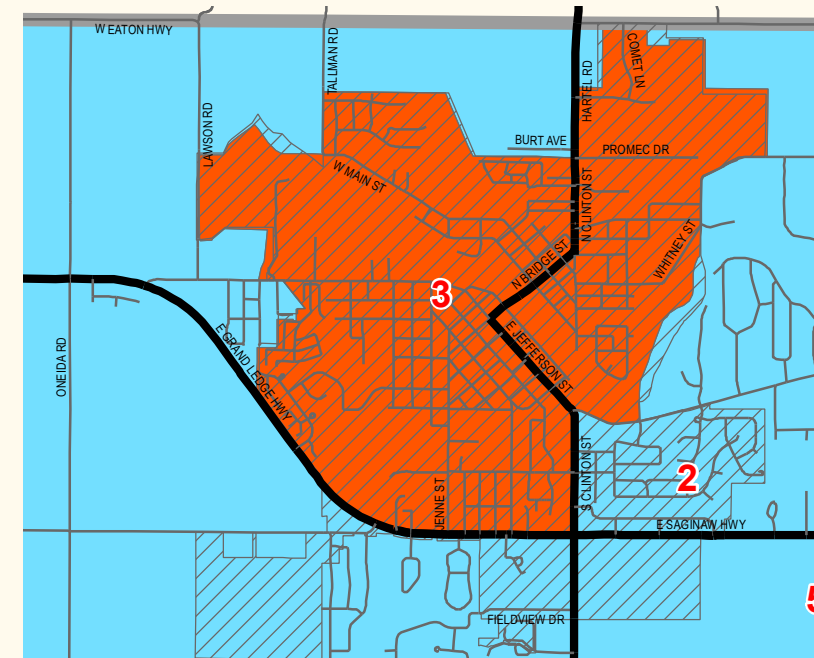 W EATON HWY
TALLMAN RD
COMET LN
HARTEL RD
LAWSON RD
BURT AVE
PROMEC DR
W MAIN ST
N CLINTON ST
WHITNEY ST
N BRIDGE ST
3
E JEFFERSON ST
E GRAND LEDGE HWY
ONEIDA RD
S CLINTON ST
2
JENNE ST
E SAGINAW HWY
5
FIELDVIEW DR